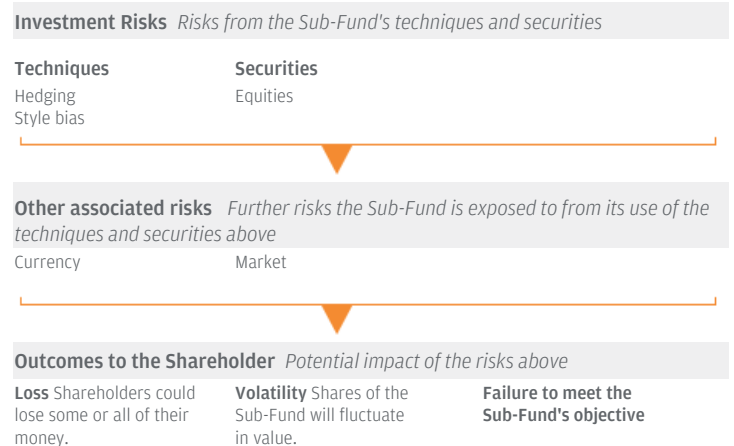 Investment Risks Risks from the Sub-Fund's techniques and securities
Techniques Securities
Hedging Equities
Style bias
Other associated risks Further risks the Sub-Fund is exposed to from its use of the
techniques and securities above
Currency Market
Outcomes to the Shareholder Potential impact of the risks above
Loss Shareholders could
lose some or all of their
money.
Volatility Shares of the
Sub-Fund will fluctuate
in value.
Failure to meet the
Sub-Fund's objective